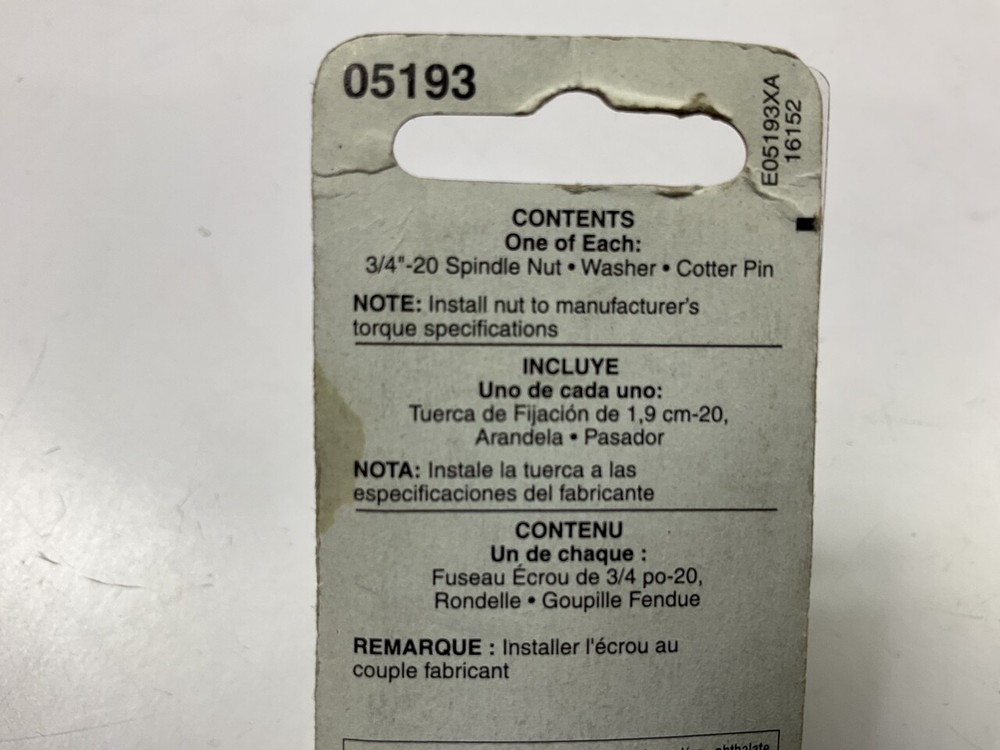 05193
E05193XA
16152
CONTENTS
One of Each:
3/4"-20 Spindle Nut • Washer • Cotter Pin
NOTE: Install nut to manufacturer's
torque specifications
INCLUYE
Uno de cada uno:
Tuerca de Fijación de 1,9 cm-20,
Arandela • Pasador
NOTA: Instale la tuerca a las
especificaciones del fabricante
CONTENU
Un de chaque :
Fuseau Écrou de 3/4 po-20,
Rondelle • Goupille Fendue
REMARQUE : Installer l'écrou au
couple fabricant
phthalate